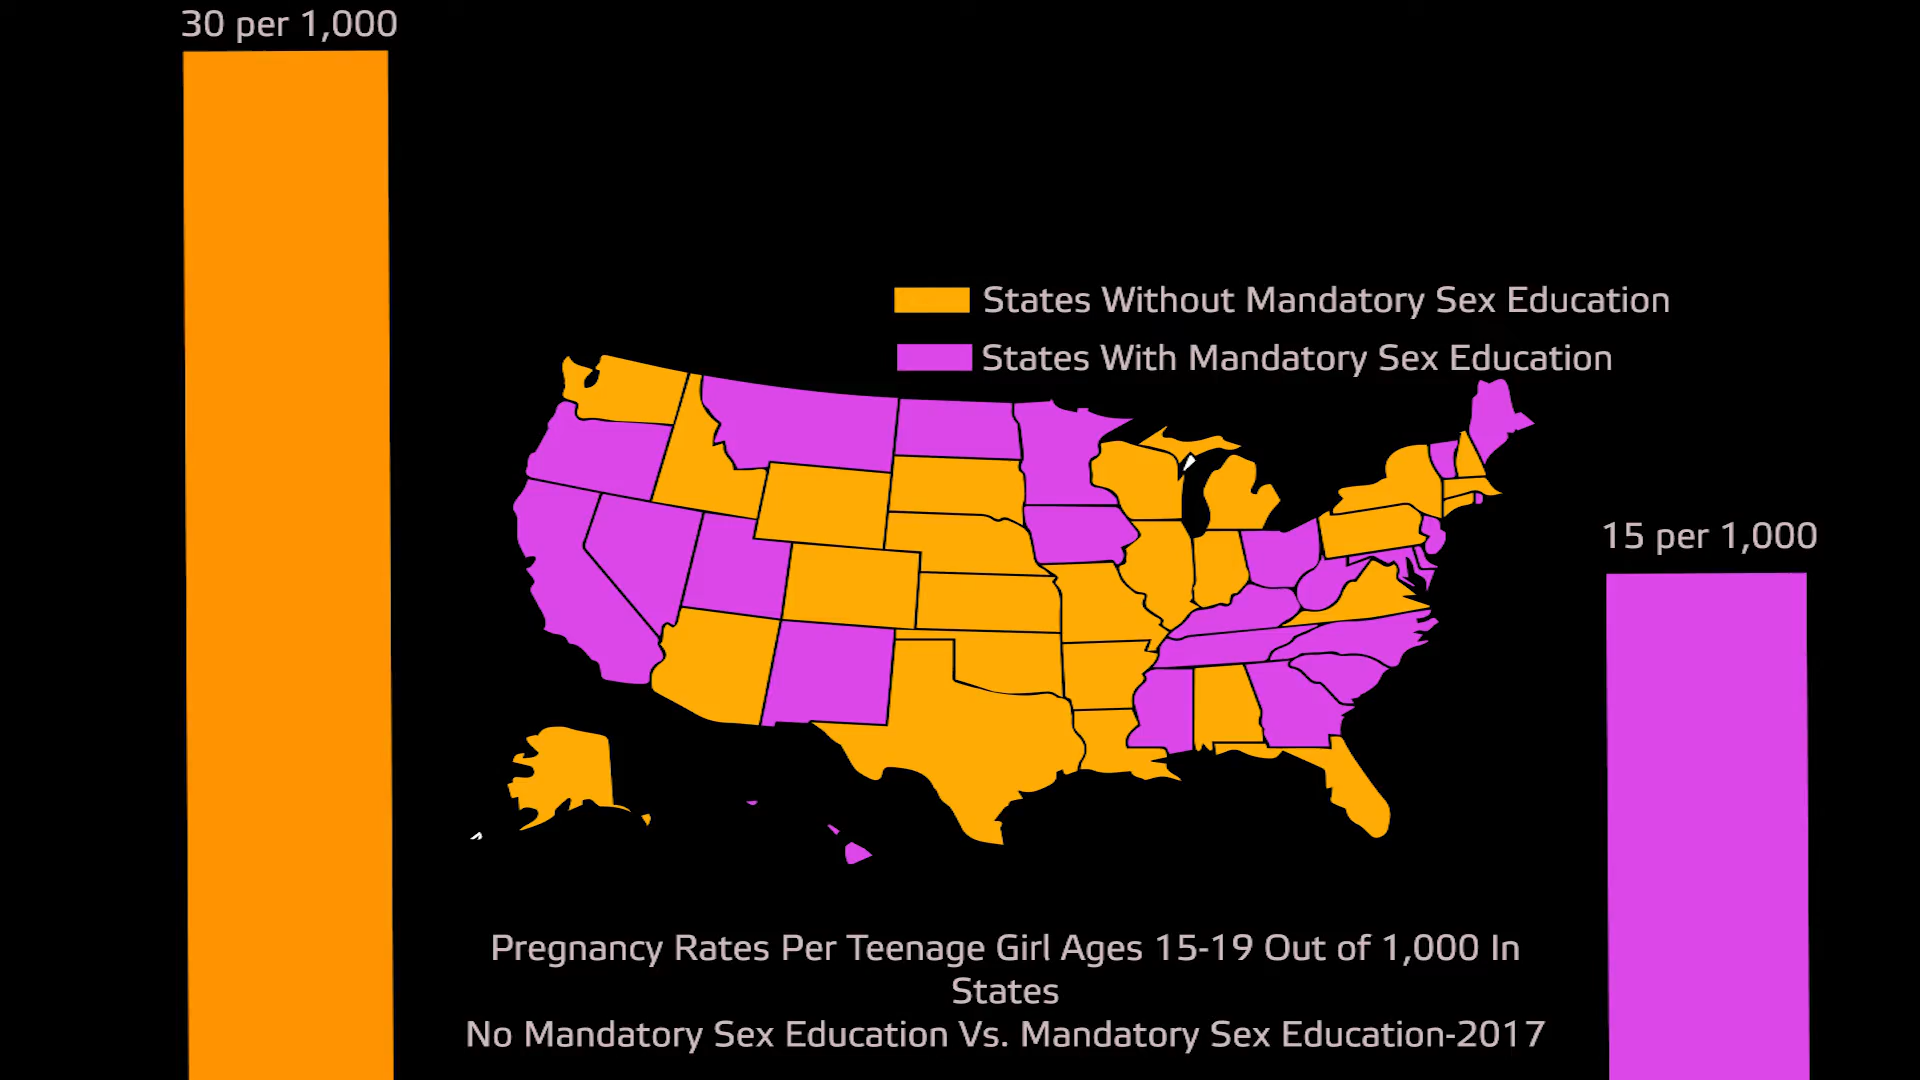 30 per 1,000
States Without Mandatory Sex Education
States With Mandatory Sex Education
15 per 1,000
Pregnancy Rates Per Teenage Girl Ages 15-19 Out of 1,000 In
States
No Mandatory Sex Education Vs. Mandatory Sex Education-2017